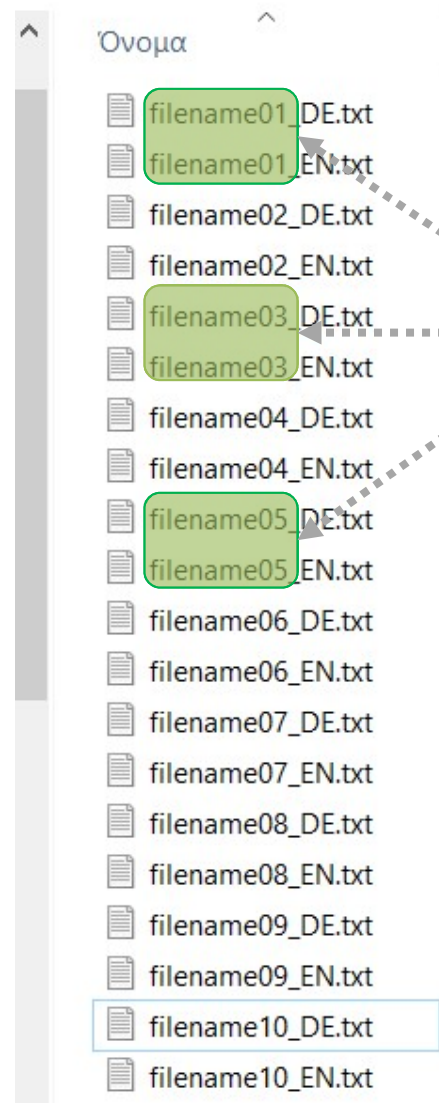 Όνομα
filename01_DE.txt
filename01_EN.txt
filename02_DE.txt
filename02_EN.txt
filename03_DE.txt
filename03_EN.txt
filename04_DE.txt
filename04_EN.txt
filename05_DE.txt
filename05_EN.txt
filename06_DE.txt
filename06_EN.txt
filename07_DE.txt
filename07_EN.txt
filename08_DE.txt
filename08_EN.txt
filename09_DE.txt
filename09_EN.txt
filename10_DE.txt
filename10_EN.txt